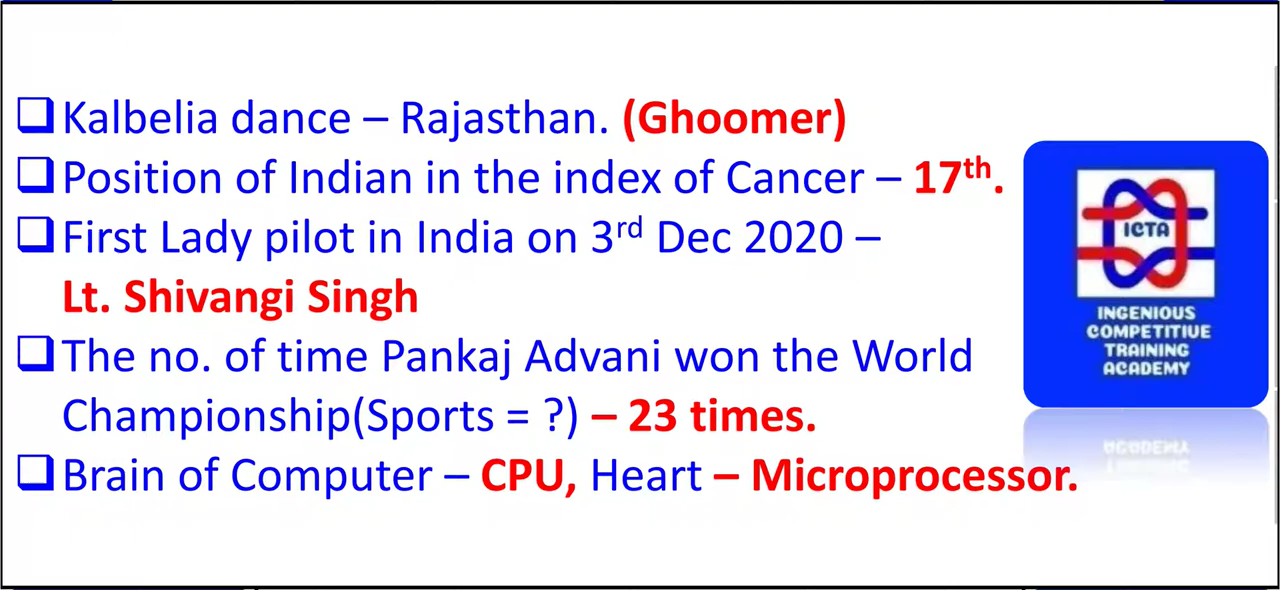 ❑Kalbelia dance – Rajasthan. (Ghoomer)
❑Position of Indian in the index of Cancer – 17th.
❑First Lady pilot in India on 3rd Dec 2020 –
Lt. Shivangi Singh
❑The no. of time Pankaj Advani won the World
Championship(Sports = ?) – 23 times.
❑Brain of Computer – CPU, Heart – Microprocessor.
ICTA
INGENIOUS
COMPETITIVE
TRAINING
ACADEMY